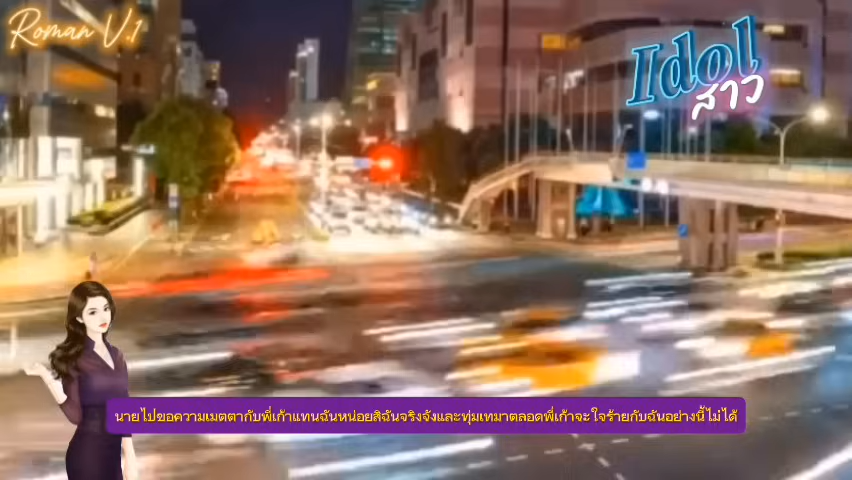 Roman V.1
Idol
สาว
นายไปขอความเมตตากับพี่เก้าแทนฉันหน่อยสิฉันจริงจังและทุ่มเทมาตลอดพี่เก้าจะใจร้ายกับฉันอย่างนี้ไม่ได้